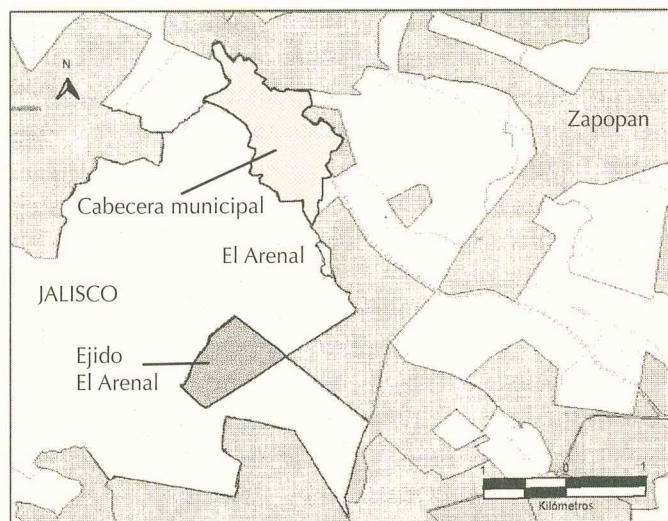 N
Zapopan
Cabecera municipal
El Arenal
JALISCO
Ejido
El Arenal
1 0 1
Kilómetros